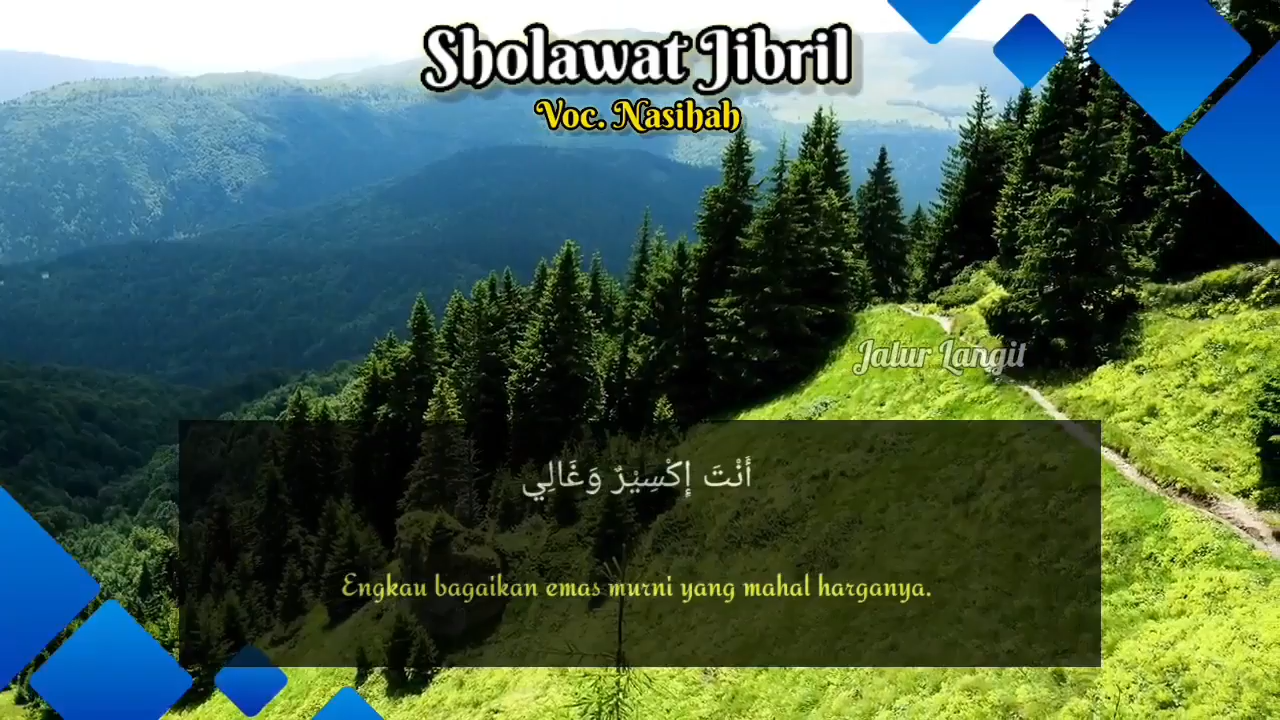 Sholawat Jibril
Voc. Nasihah
Jalur Langit
أَنْتَ إِكْسِيْرٌ وَغَالِي
Engkau bagaikan emas murni yang mahal harganya.